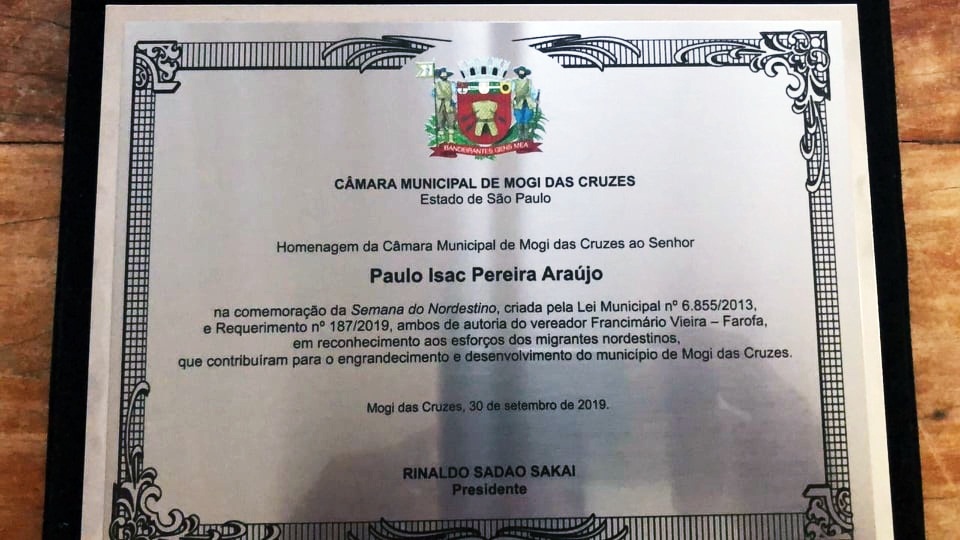 BANDEIRANTES GENS MEA
CÂMARA MUNICIPAL DE MOGI DAS CRUZES
Estado de São Paulo
Homenagem da Câmara Municipal de Mogi das Cruzes ao Senhor
Paulo Isac Pereira Araújo
na comemoração da Semana do Nordestino, criada pela Lei Municipal nº 6.855/2013,
e Requerimento nº 187/2019, ambos de autoria do vereador Francimário Vieira – Farofa,
em reconhecimento aos esforços dos migrantes nordestinos,
que contribuíram para o engrandecimento e desenvolvimento do município de Mogi das Cruzes.
Mogi das Cruzes, 30 de setembro de 2019.
RINALDO SADAO SAKAI
Presidente